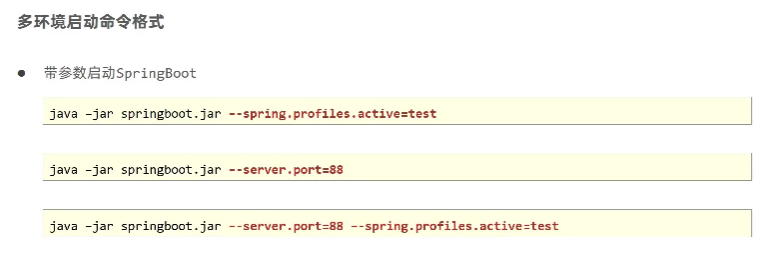 多环境启动命令格式
● 带参数启动SpringBoot
java –jar springboot.jar --spring.profiles.active=test
java –jar springboot.jar --server.port=88
java –jar springboot.jar --server.port=88 --spring.profiles.active=test